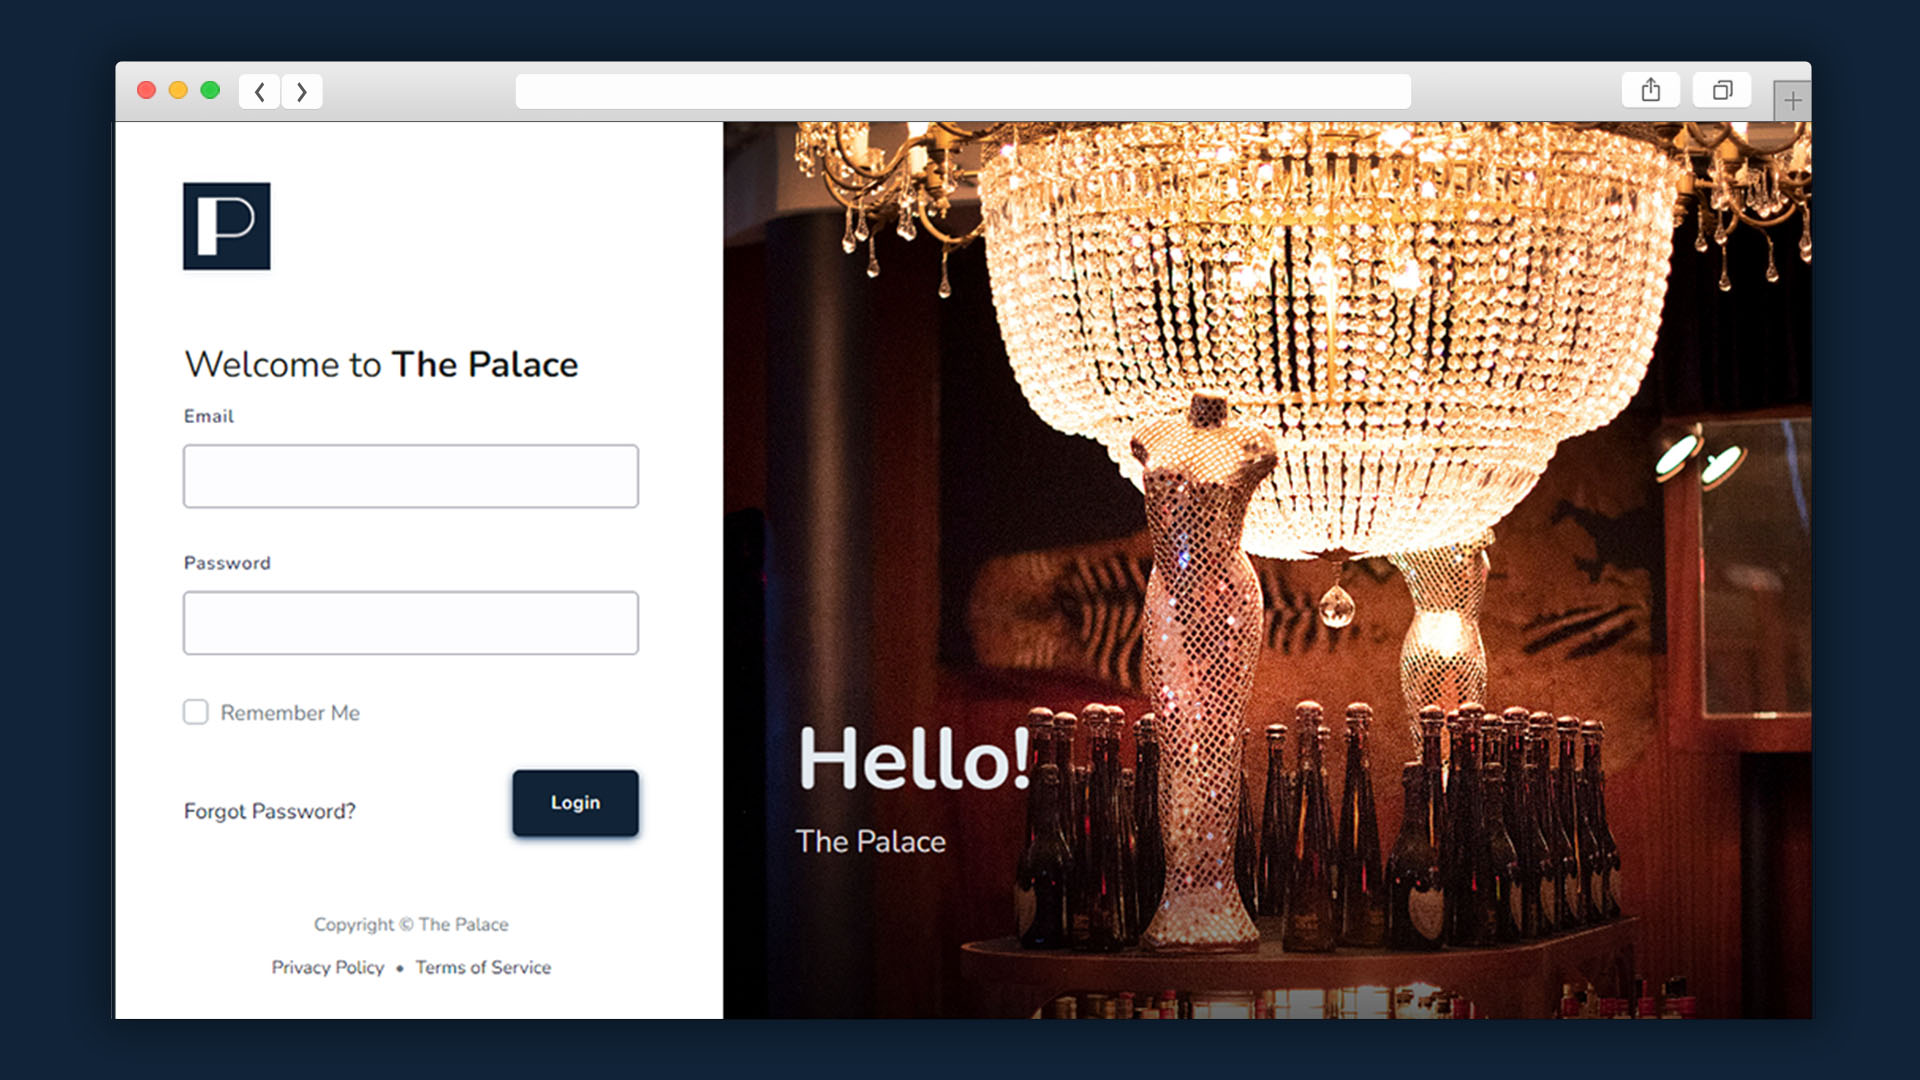 P
Welcome to The Palace
Email
Password
Remember Me
Forgot Password?
Login
Copyright © The Palace
Privacy Policy • Terms of Service
Hello!
The Palace